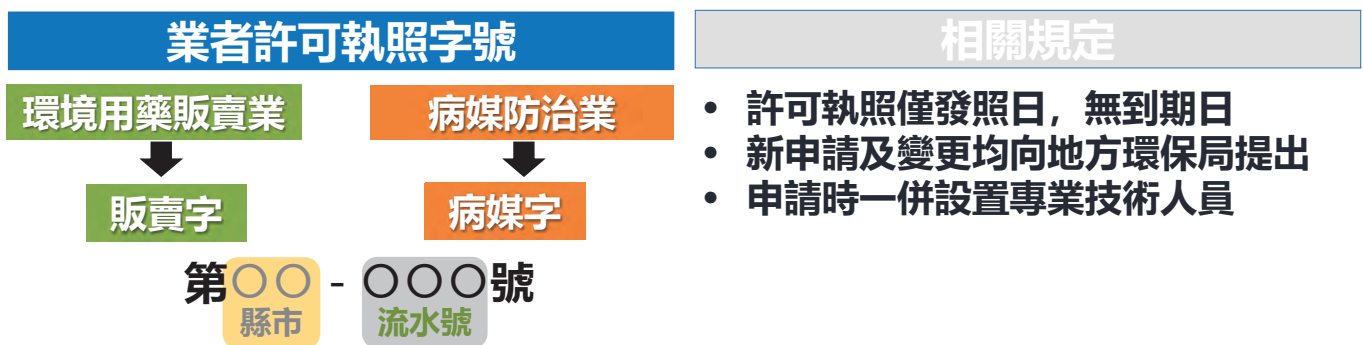 業者許可執照字號
環境用藥販賣業
病媒防治業
販賣字
病媒字
第〇〇 - 〇〇〇號
縣市
流水號
相關規定
• 許可執照僅發照日，無到期日
• 新申請及變更均向地方環保局提出
• 申請時一併設置專業技術人員